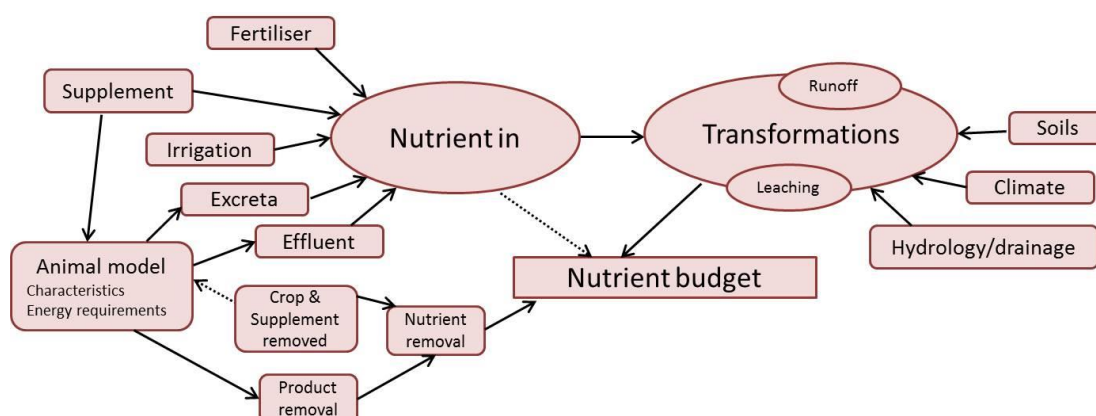 Fertiliser
Supplement
Irrigation
Excreta
Effluent
Nutrient in
Runoff
Transformations
Leaching
Soils
Climate
Hydrology/drainage
Animal model
Characteristics
Energy requirements
Crop &
Supplement
removed
Nutrient
removal
Product
removal
Nutrient budget